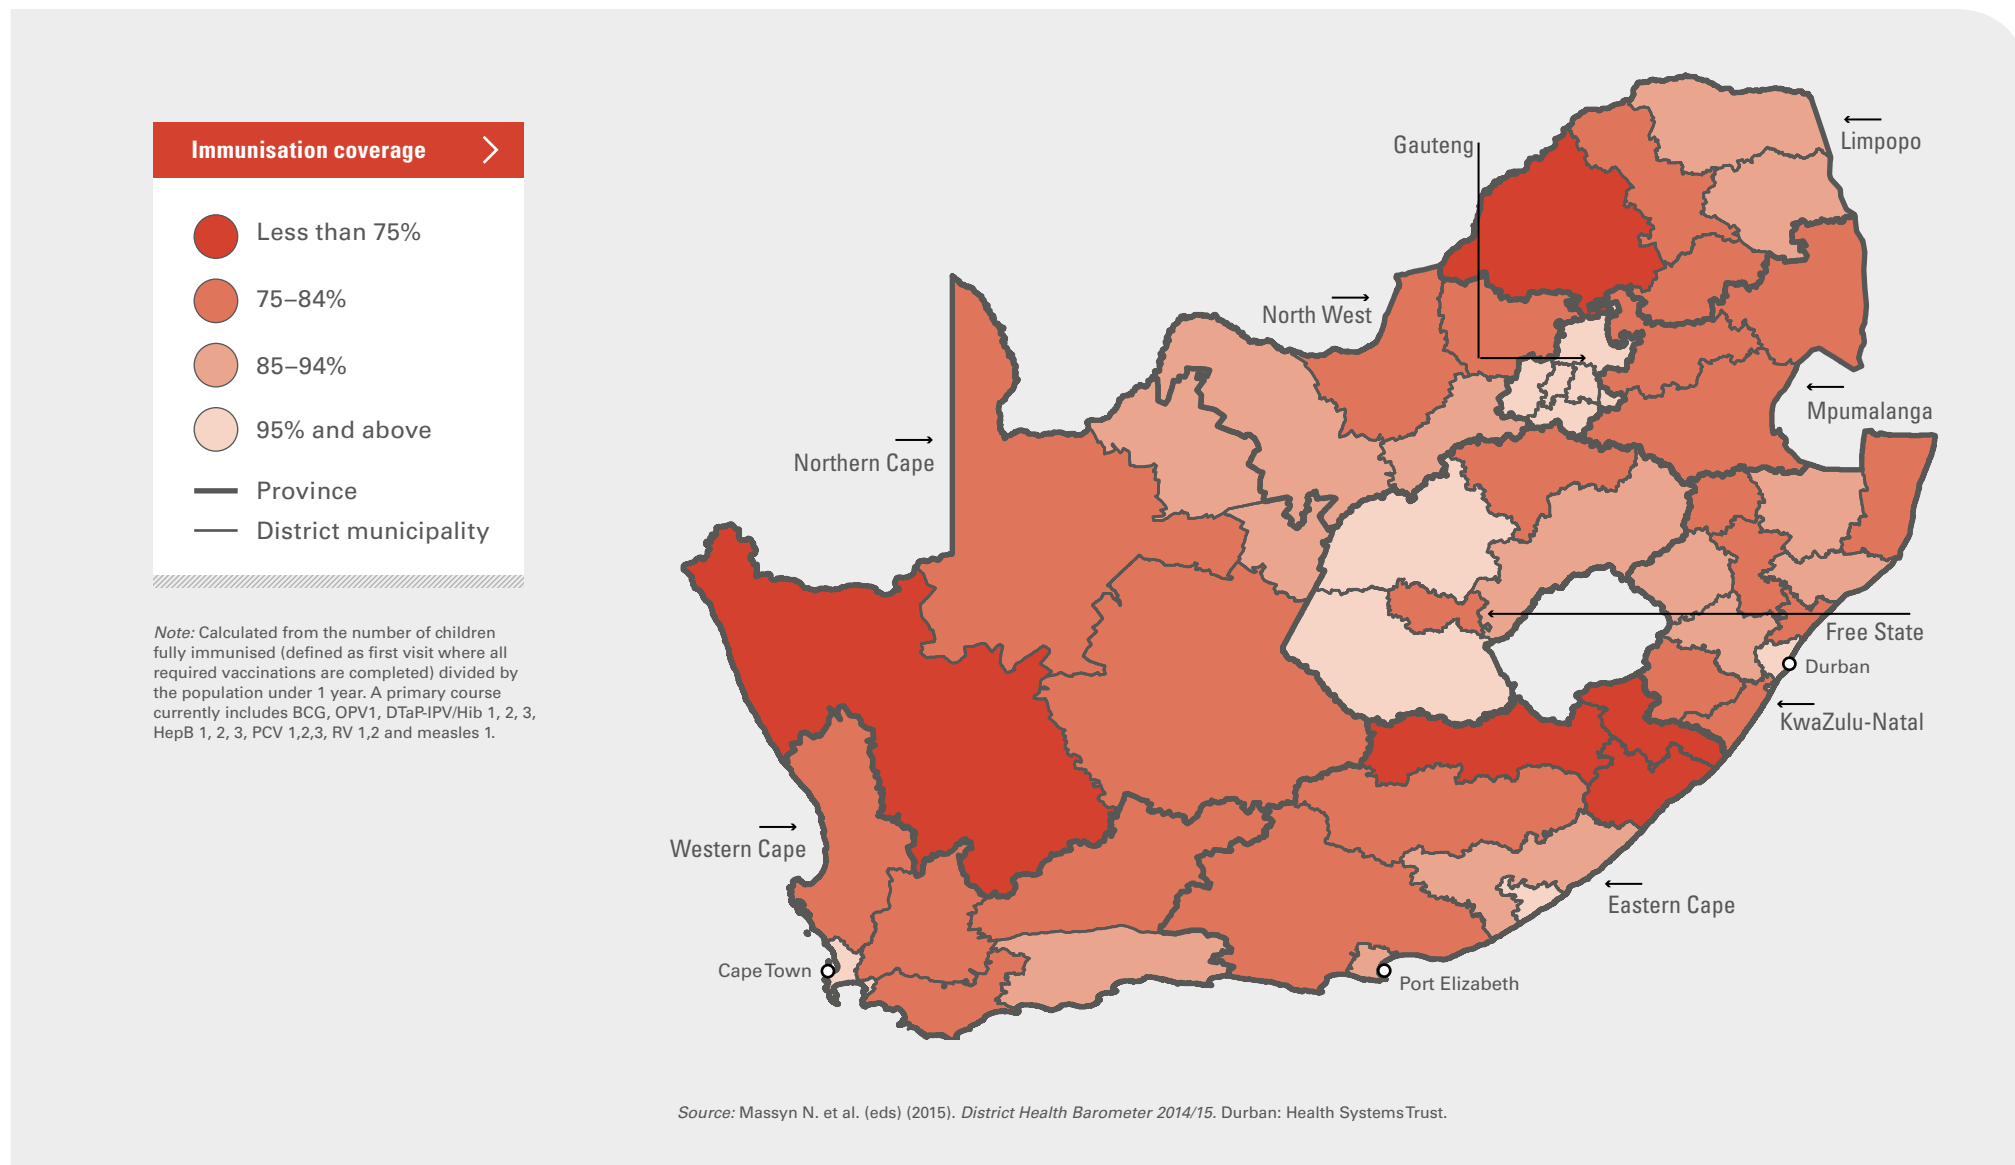 Immunisation coverage
Less than 75%
75–84%
85–94%
95% and above
Province
District municipality
Note: Calculated from the number of children
fully immunised (defined as first visit where all
required vaccinations are completed) divided by
the population under 1 year. A primary course
currently includes BCG, OPV1, DTaP-IPV/Hib 1, 2, 3,
HepB 1, 2, 3, PCV 1,2,3, RV 1,2 and measles 1.
Limpopo
Gauteng
North West
Mpumalanga
Northern Cape
Free State
Durban
KwaZulu-Natal
Western Cape
Eastern Cape
Cape Town
Port Elizabeth
Source: Massyn N. et al. (eds) (2015). District Health Barometer 2014/15. Durban: Health Systems Trust.